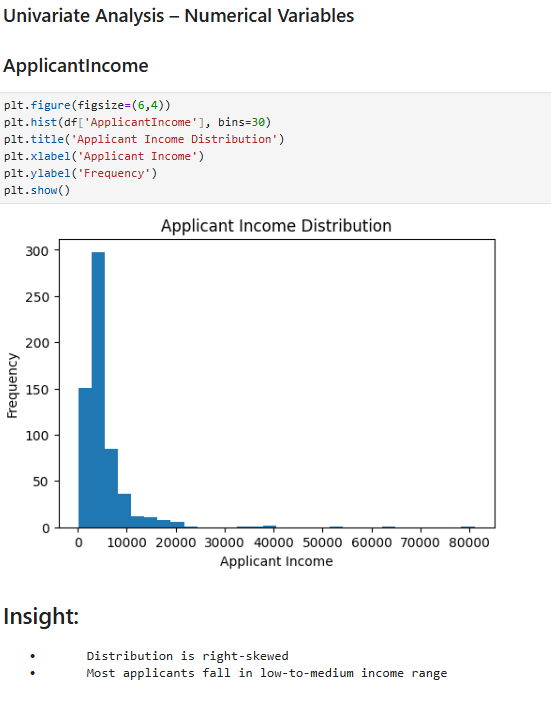 Univariate Analysis – Numerical Variables
ApplicantIncome
plt.figure(figsize=(6,4))
plt.hist(df['ApplicantIncome'], bins=30)
plt.title('Applicant Income Distribution')
plt.xlabel('Applicant Income')
plt.ylabel('Frequency')
plt.show()
Applicant Income Distribution
300
250
200
150
100
50
0
Frequency
0 10000 20000 30000 40000 50000 60000 70000 80000
Applicant Income
Insight:
• Distribution is right-skewed
• Most applicants fall in low-to-medium income range